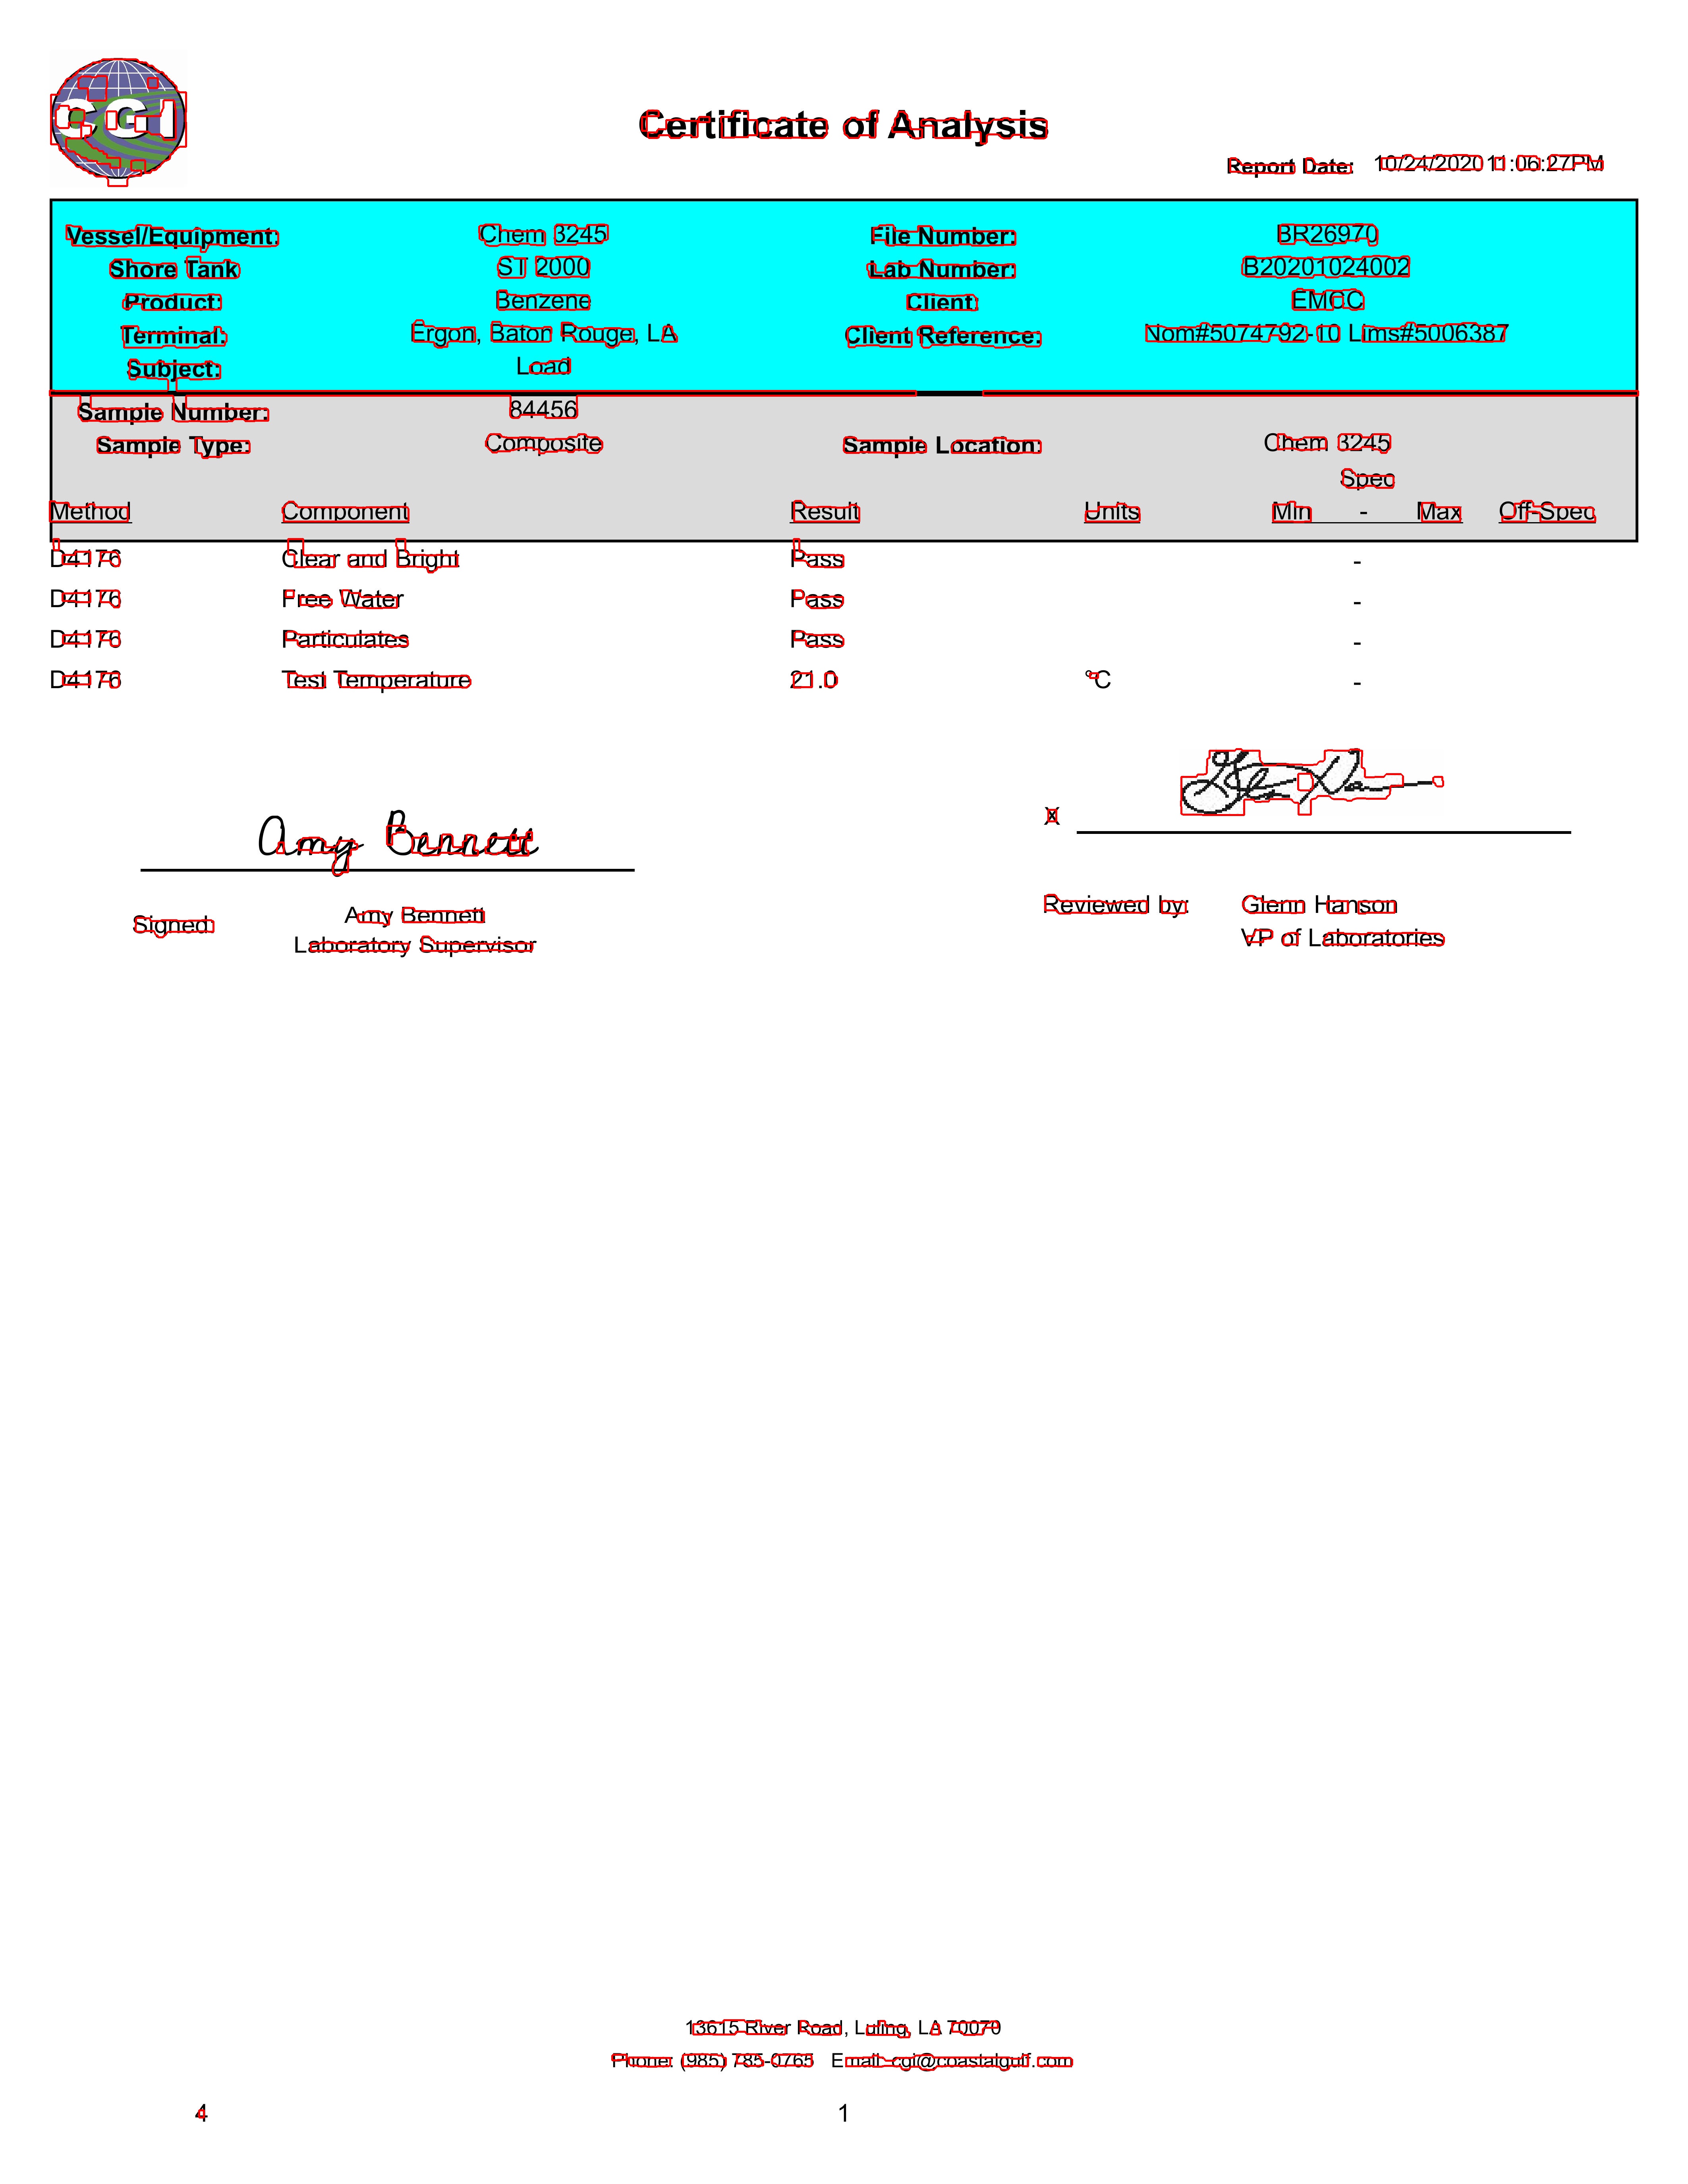 CGI
Certificate of Analysis
Report Date: 10/24/2020 11:06:27PM
Vessel/Equipment: Chem 3245 File Number: BR26970
Shore Tank ST 2000 Lab Number: B20201024002
Product: Benzene Client: EMCC
Terminal: Ergon, Baton Rouge, LA Client Reference: Nom#5074792-10 Lims#5006387
Subject: Load
Sample Number: 84456
Sample Type: Composite Sample Location: Chem 3245
Spec
Method Component Result Units Min - Max Off-Spec
D4176 Clear and Bright Pass -
D4176 Free Water Pass -
D4176 Particulates Pass -
D4176 Test Temperature 21.0 °C -
Amy Bennett
X
Signed: Amy Bennett
Laboratory Supervisor
Reviewed by: Glenn Hanson
VP of Laboratories
13615 River Road, Luling, LA 70070
Phone: (985) 785-0765 Email: cgi@coastalgulf.com
4 1